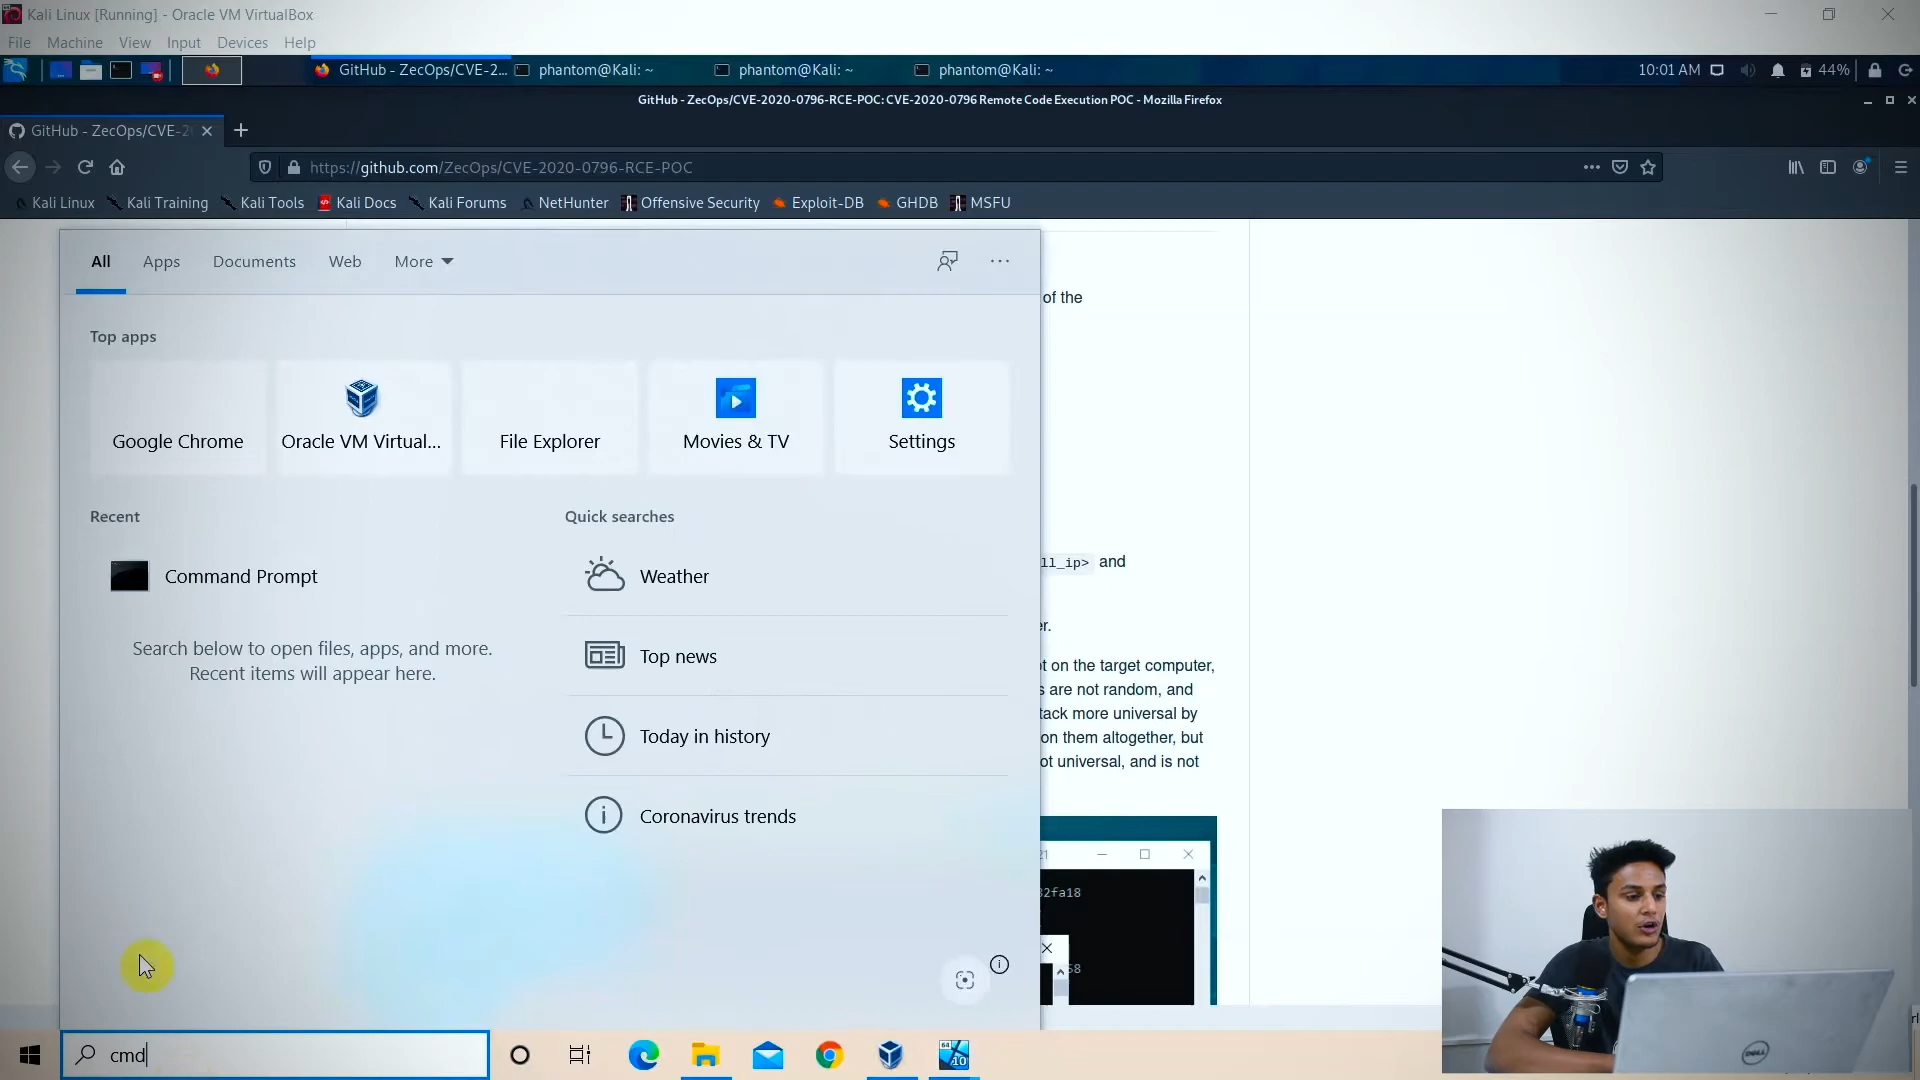 Kali Linux [Running] - Oracle VM VirtualBox
File Machine View Input Devices Help
GitHub - ZecOps/CVE-2... phantom@Kali: ~ phantom@Kali: ~ phantom@Kali: ~ 10:01 AM 44%
GitHub - ZecOps/CVE-2020-0796-RCE-POC: CVE-2020-0796 Remote Code Execution POC - Mozilla Firefox
GitHub - ZecOps/CVE-2
https://github.com/ZecOps/CVE-2020-0796-RCE-POC
Kali Linux Kali Training Kali Tools Kali Docs Kali Forums NetHunter Offensive Security Exploit-DB GHDB MSFU
All Apps Documents Web More
of the
Top apps
Google Chrome Oracle VM Virtual... File Explorer Movies & TV Settings
Recent Quick searches
ll_ip> and
Command Prompt Weather
er.
Search below to open files, apps, and more.
Recent items will appear here.
Top news
on the target computer,
s are not random, and
tack more universal by
Today in history
on them altogether, but
ot universal, and is not
Coronavirus trends
21
32fa18
58
cmd
64
10
DELL